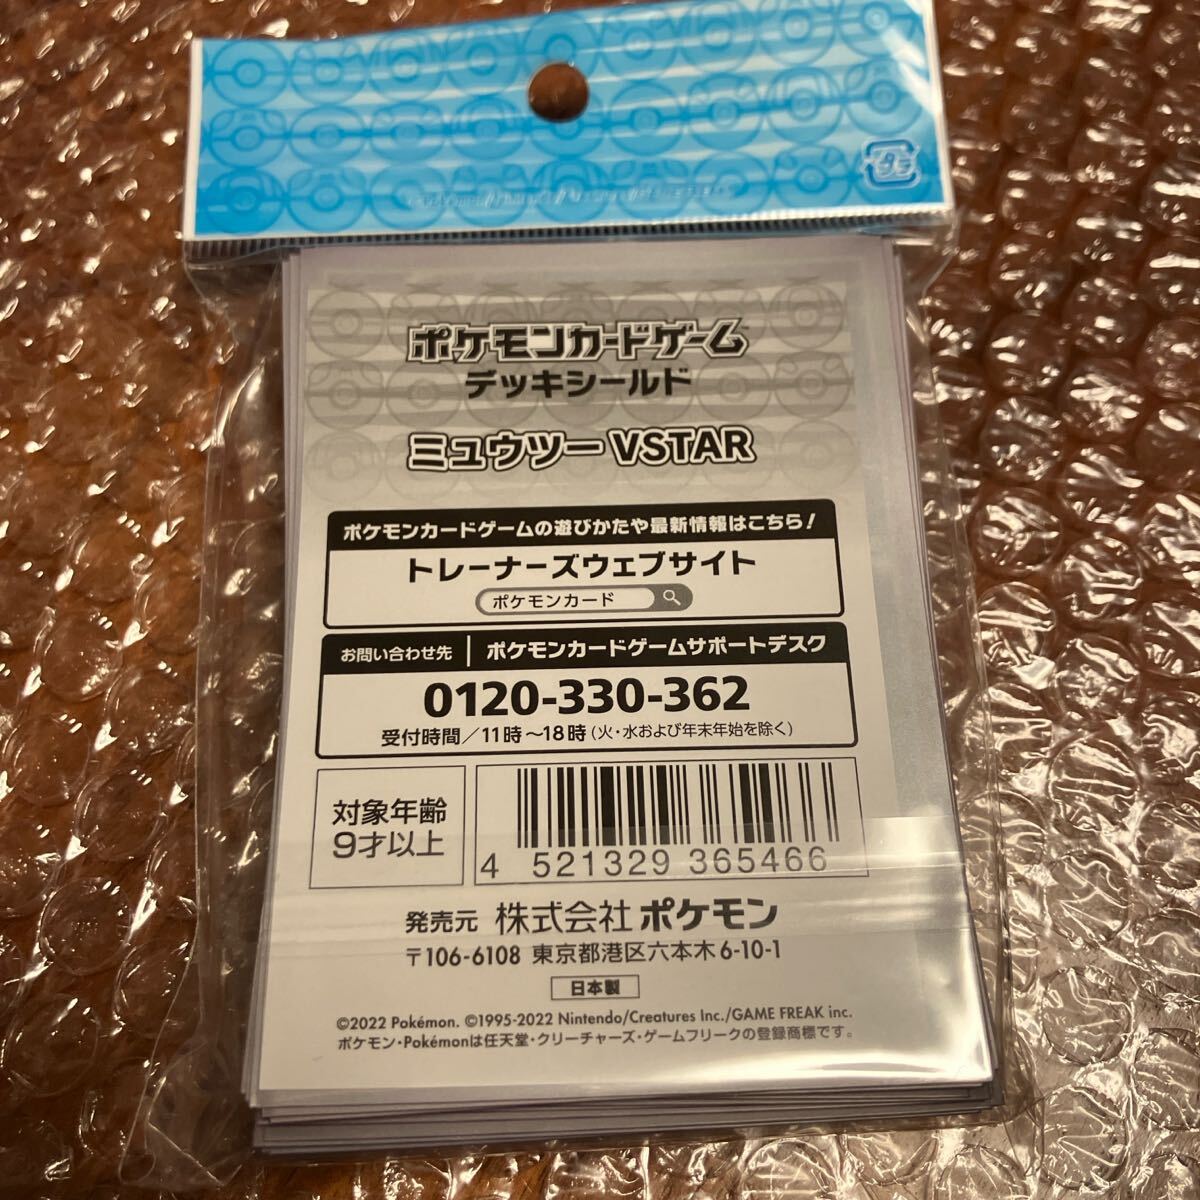 ポケモンカードゲーム
デッキシールド
ミュウツー VSTAR
ポケモンカードゲームの遊びかたや最新情報はこちら!
トレーナーズウェブサイト
ポケモンカード
お問い合わせ先 ポケモンカードゲームサポートデスク
0120-330-362
受付時間/11時〜18時(火・水および年末年始を除く)
対象年齢
9才以上
4 521329 365466
発売元 株式会社 ポケモン
〒106-6108 東京都港区六本木6-10-1
日本製
©2022 Pokémon. ©1995-2022 Nintendo/Creatures Inc./GAME FREAK inc.
ポケモン・Pokémonは任天堂・クリーチャーズ・ゲームフリークの登録商標です。